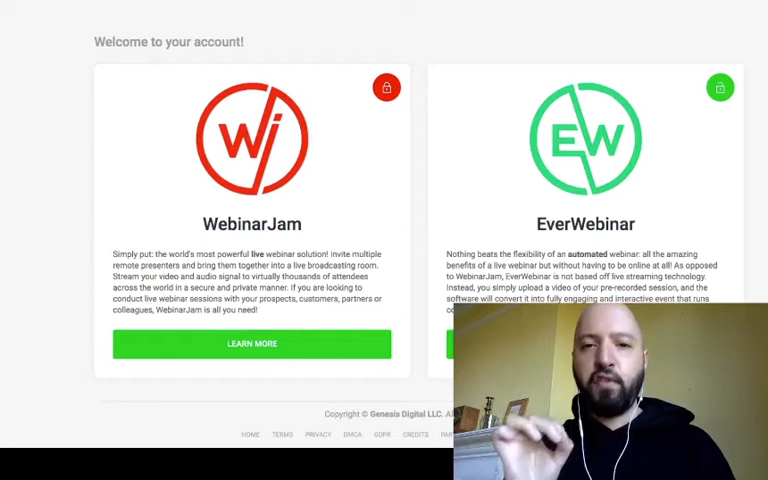 Welcome to your account!
Wj
WebinarJam
Simply put: the world's most powerful live webinar solution! Invite multiple
remote presenters and bring them together into a live broadcasting room.
Stream your video and audio signal to virtually thousands of attendees
across the world in a secure and private manner. If you are looking to
conduct live webinar sessions with your prospects, customers, partners or
colleagues, WebinarJam is all you need!
LEARN MORE
EW
EverWebinar
Nothing beats the flexibility of an automated webinar: all the amazing
benefits of a live webinar but without having to be online at all! As opposed
to WebinarJam, EverWebinar is not based off live streaming technology.
Instead, you simply upload a video of your pre-recorded session, and the
software will convert it into fully engaging and interactive event that runs
Copyright © Genesis Digital LLC.
HOME TERMS PRIVACY DMCA GDPR CREDITS